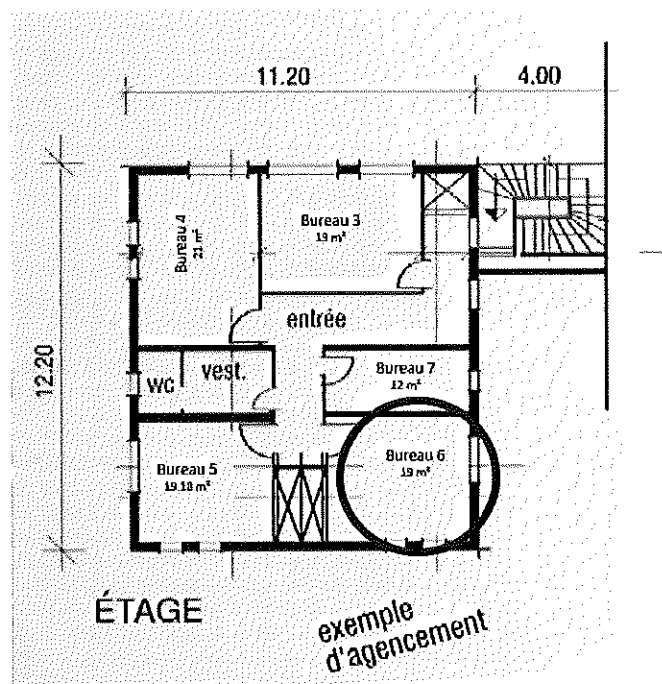 11.20
4.00
12.20
Bureau 4
21 m²
Bureau 3
19 m²
entrée
WC
vest.
Bureau 7
12 m²
Bureau 5
19.18 m²
Bureau 6
19 m²
ÉTAGE
exemple
d'agencement